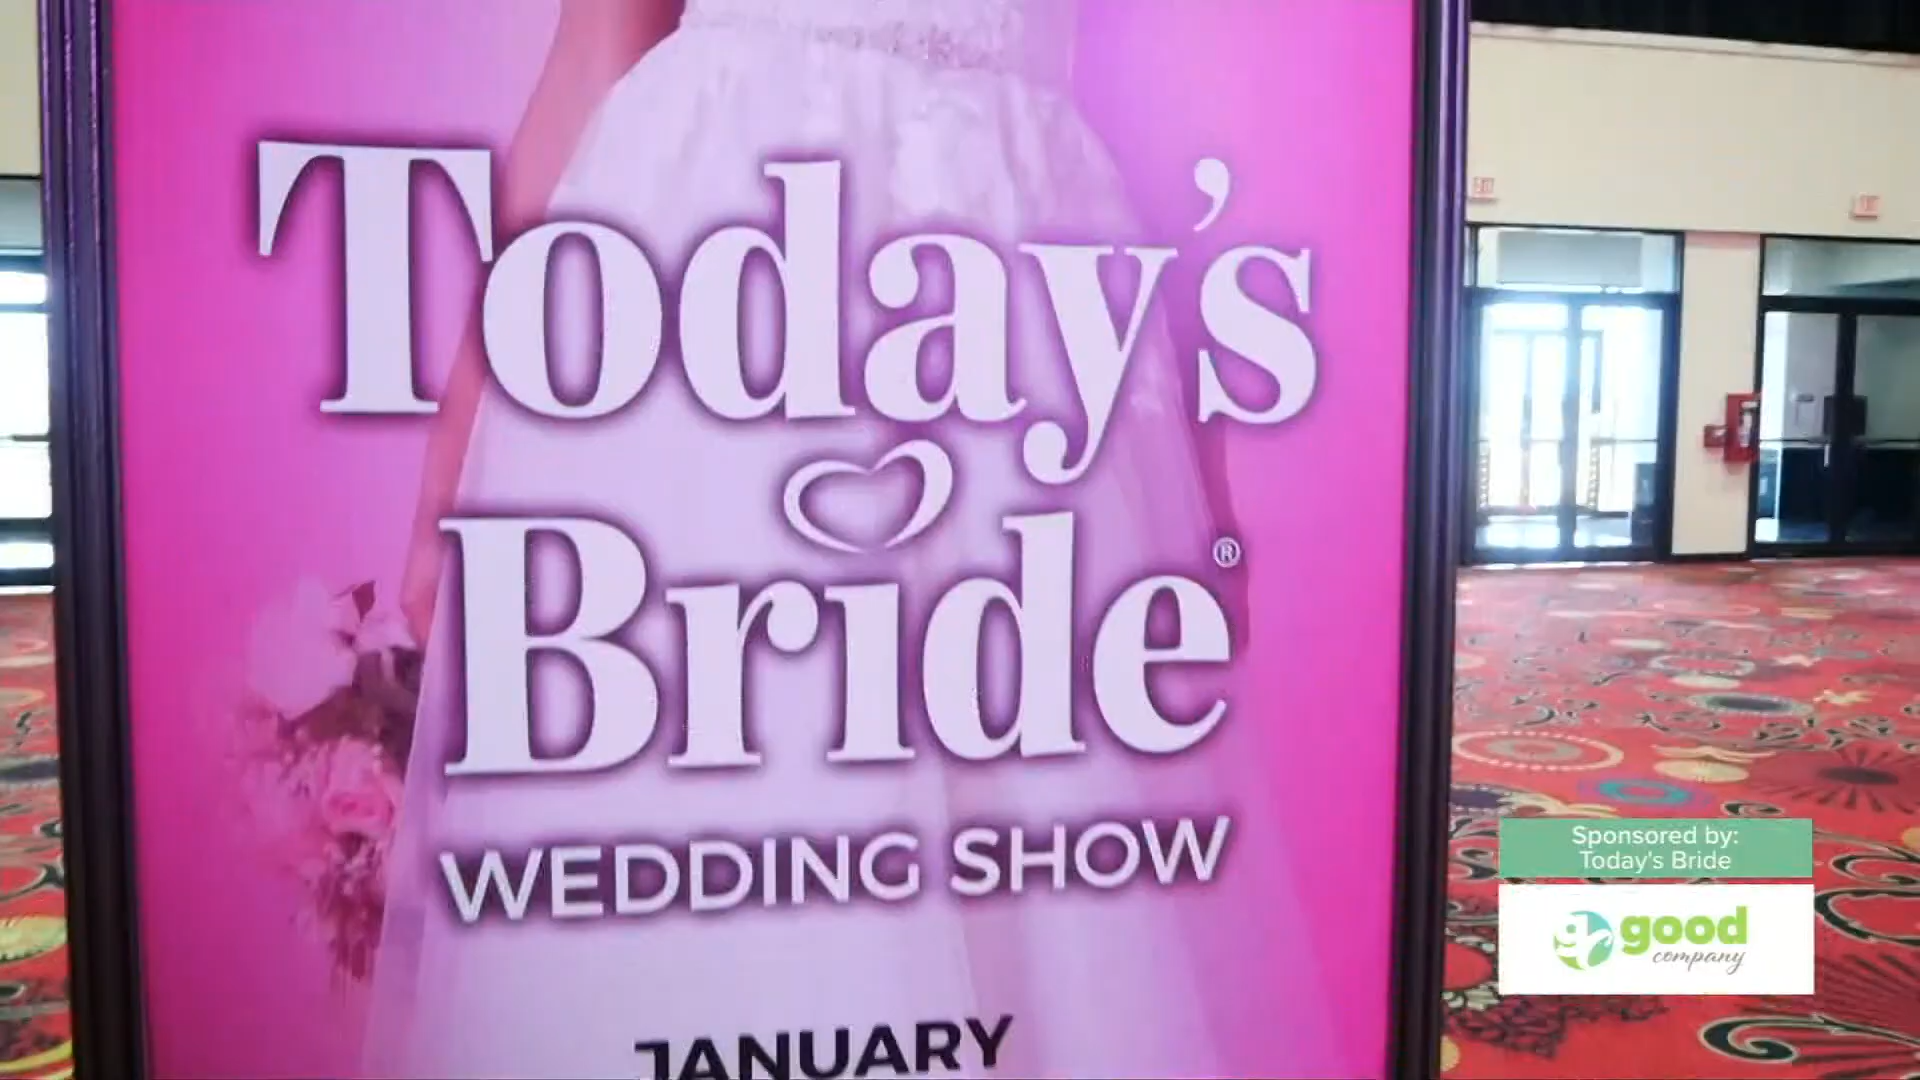 Today's
Bride®
WEDDING SHOW
JANUARY
Sponsored by:
Today's Bride
good
company